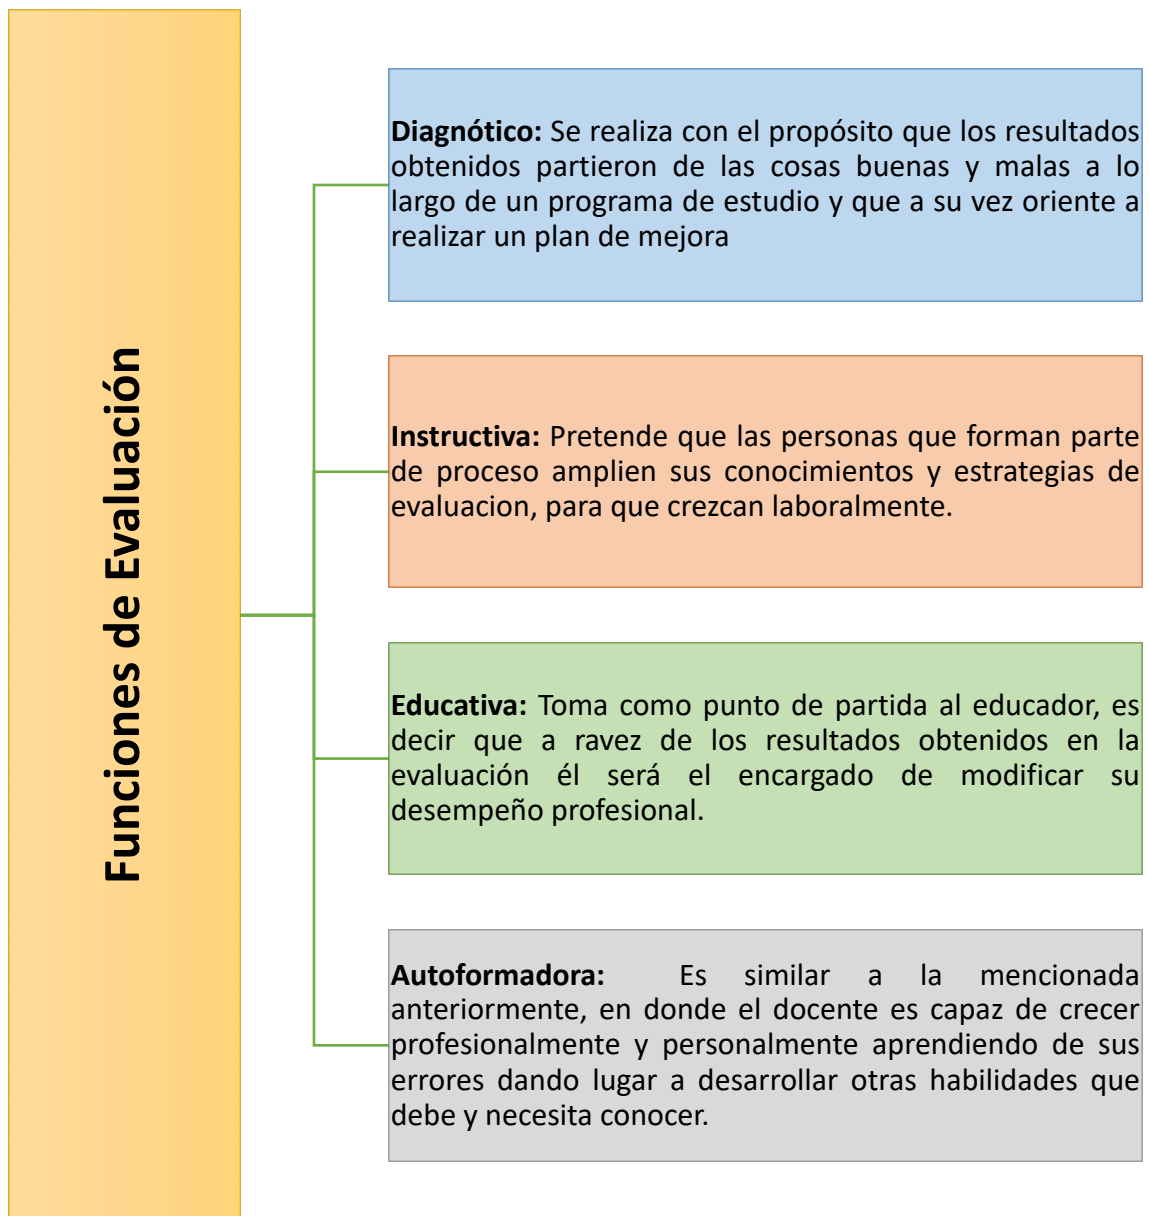 Funciones de Evaluación
Diagnótico: Se realiza con el propósito que los resultados
obtenidos partieron de las cosas buenas y malas a lo
largo de un programa de estudio y que a su vez oriente a
realizar un plan de mejora
Instructiva: Pretende que las personas que forman parte
de proceso amplien sus conocimientos y estrategias de
evaluacion, para que crezcan laboralmente.
Educativa: Toma como punto de partida al educador, es
decir que a ravez de los resultados obtenidos en la
evaluación él será el encargado de modificar su
desempeño profesional.
Autoformadora: Es similar a la mencionada
anteriormente, en donde el docente es capaz de crecer
profesionalmente y personalmente aprendiendo de sus
errores dando lugar a desarrollar otras habilidades que
debe y necesita conocer.